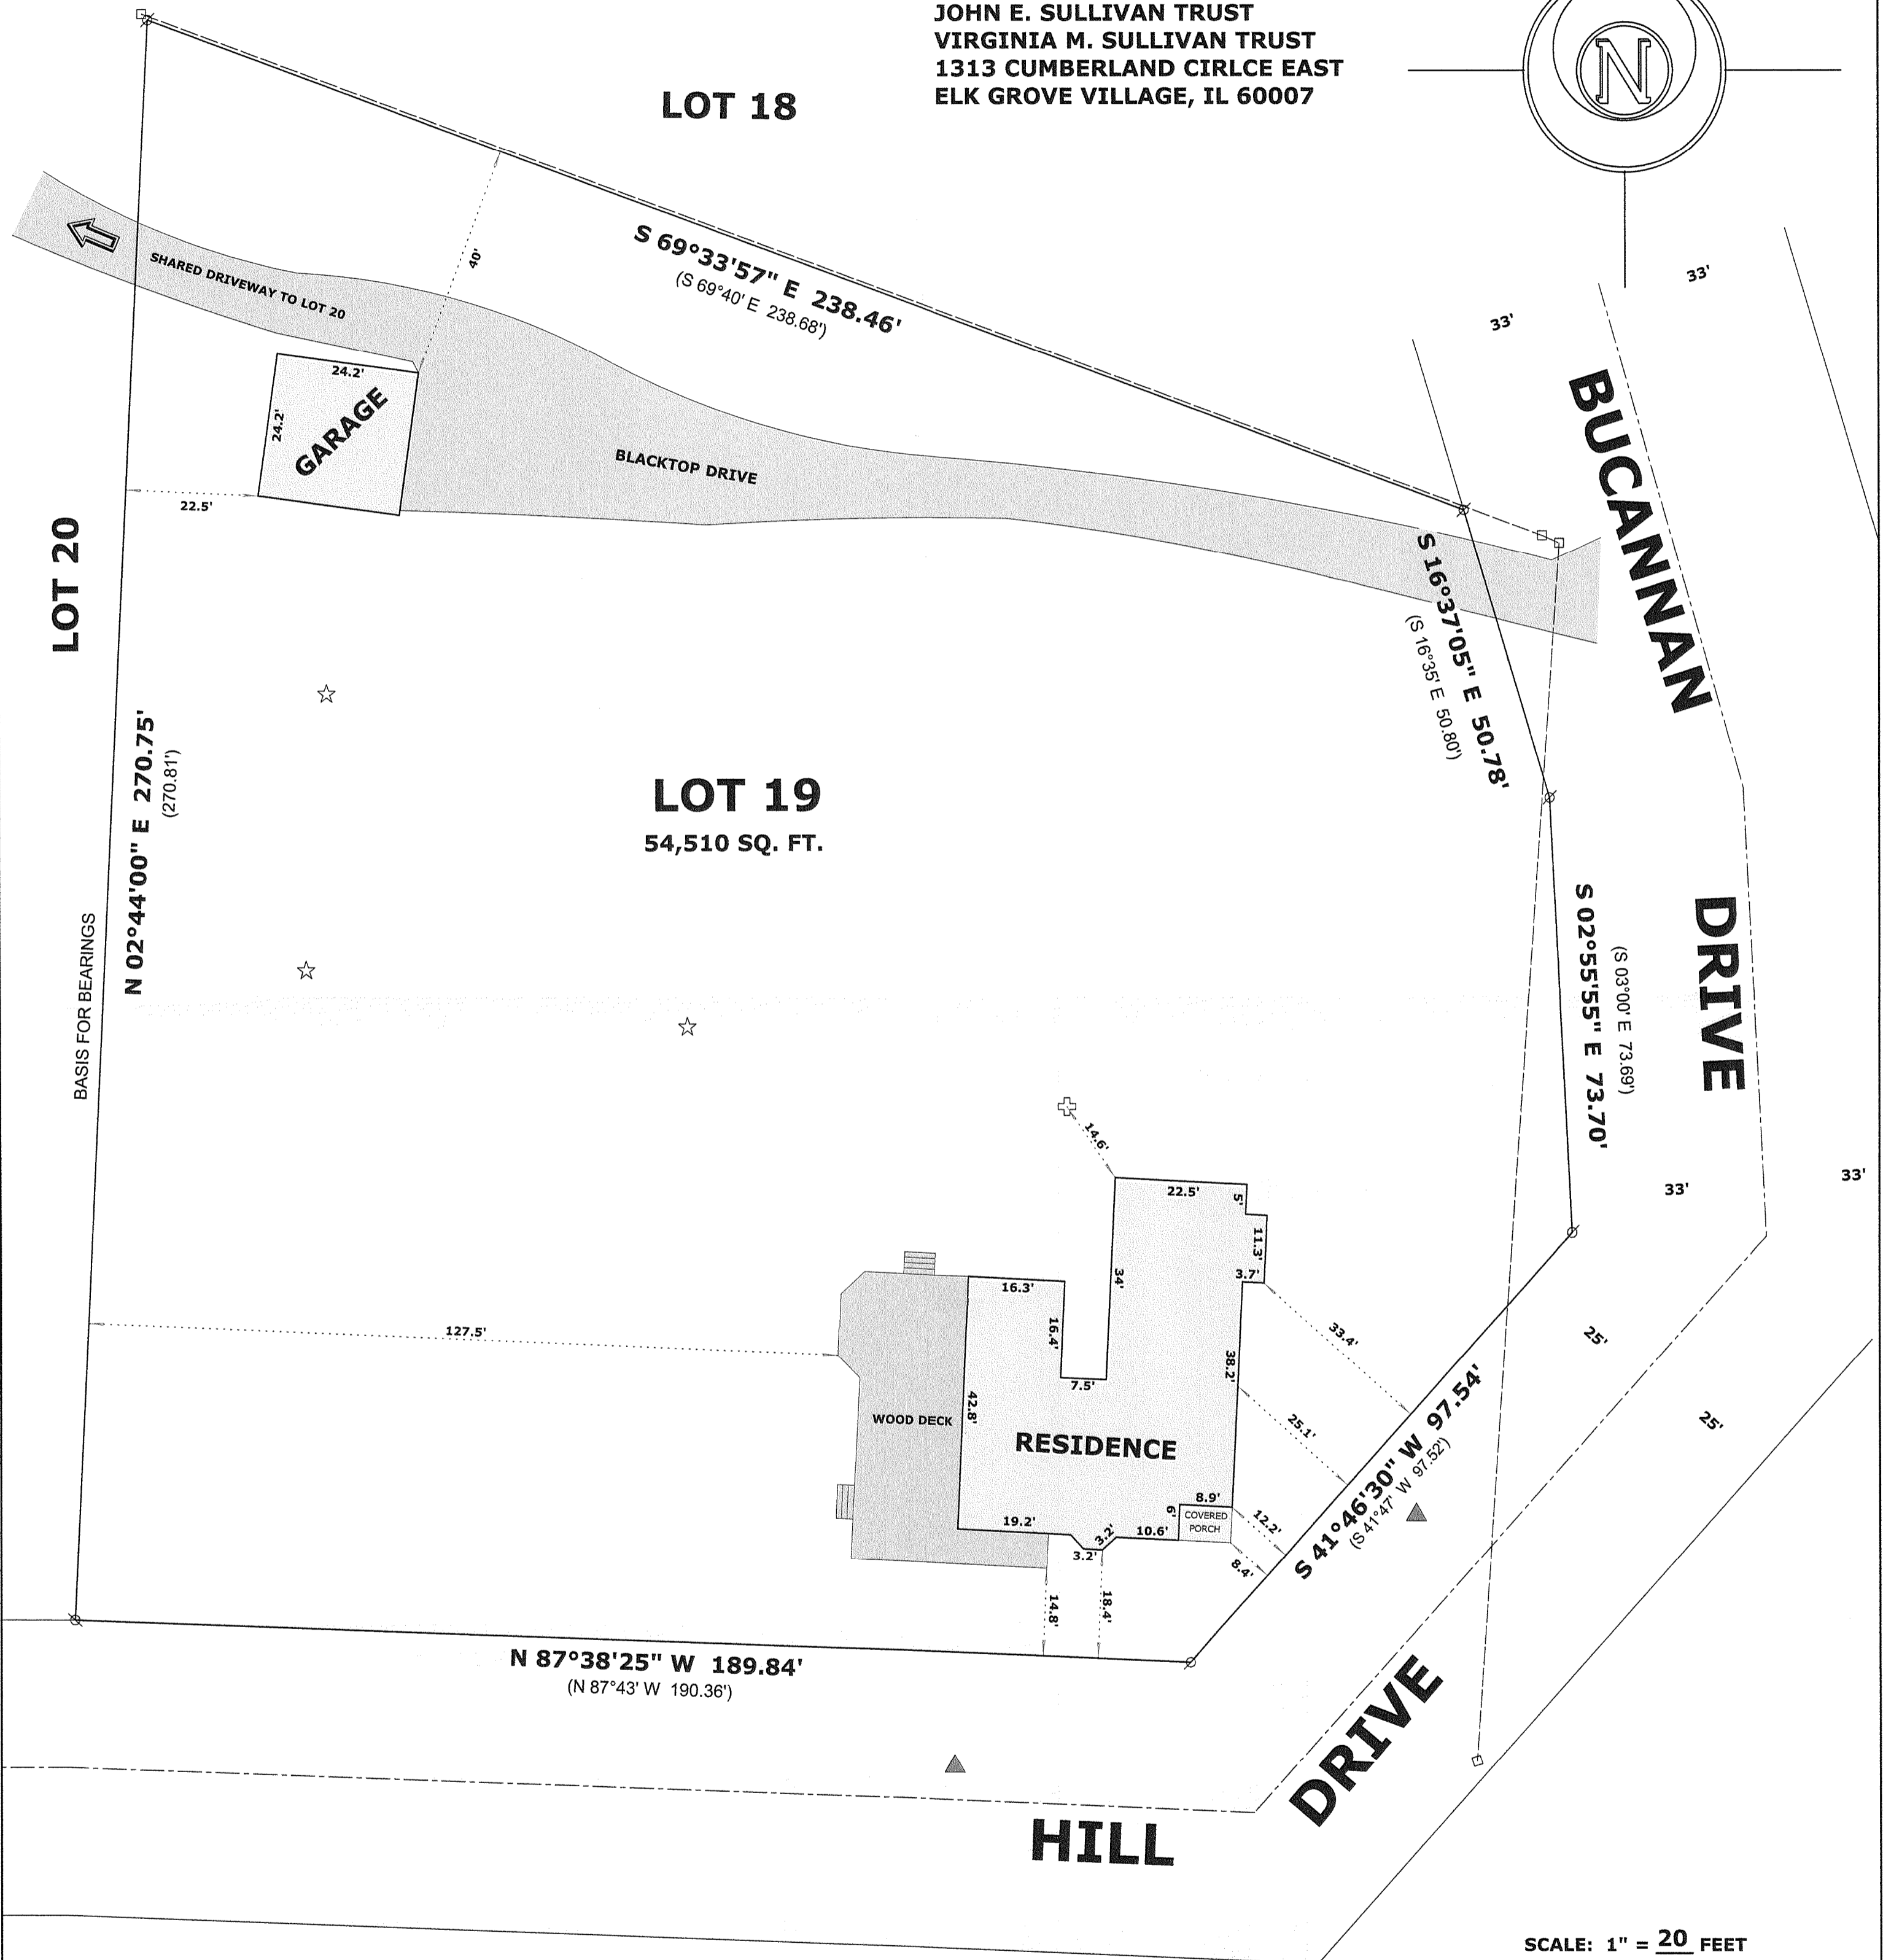 JOHN E. SULLIVAN TRUST
VIRGINIA M. SULLIVAN TRUST
1313 CUMBERLAND CIRLCE EAST
ELK GROVE VILLAGE, IL 60007
N
LOT 18
40'
S 69°33'57" E 238.46'
(S 69°40' E 238.68')
SHARED DRIVEWAY TO LOT 20
33'
33'
24.2'
24.2'
GARAGE
BLACKTOP DRIVE
22.5'
LOT 20
BUCANNAN
DRIVE
S 16°37'05" E 50.78'
(S 16°35' E 50.80')
N 02°44'00" E 270.75'
(270.81')
BASIS FOR BEARINGS
LOT 19
54,510 SQ. FT.
S 02°55'55" E 73.70'
(S 03°00' E 73.69')
33'
33'
14.6'
22.5'
5'
11.3'
3.7'
34'
16.3'
16.4'
7.5'
38.2'
33.4'
25.1'
127.5'
WOOD DECK
42.8'
RESIDENCE
8.9'
6'
COVERED
PORCH
12.2'
8.4'
19.2'
3.2'
3.2'
10.6'
14.8'
18.4'
25'
25'
S 41°46'30" W 97.54'
(S 41°47' W 97.52')
N 87°38'25" W 189.84'
(N 87°43' W 190.36')
HILL
DRIVE
SCALE: 1" = 20 FEET